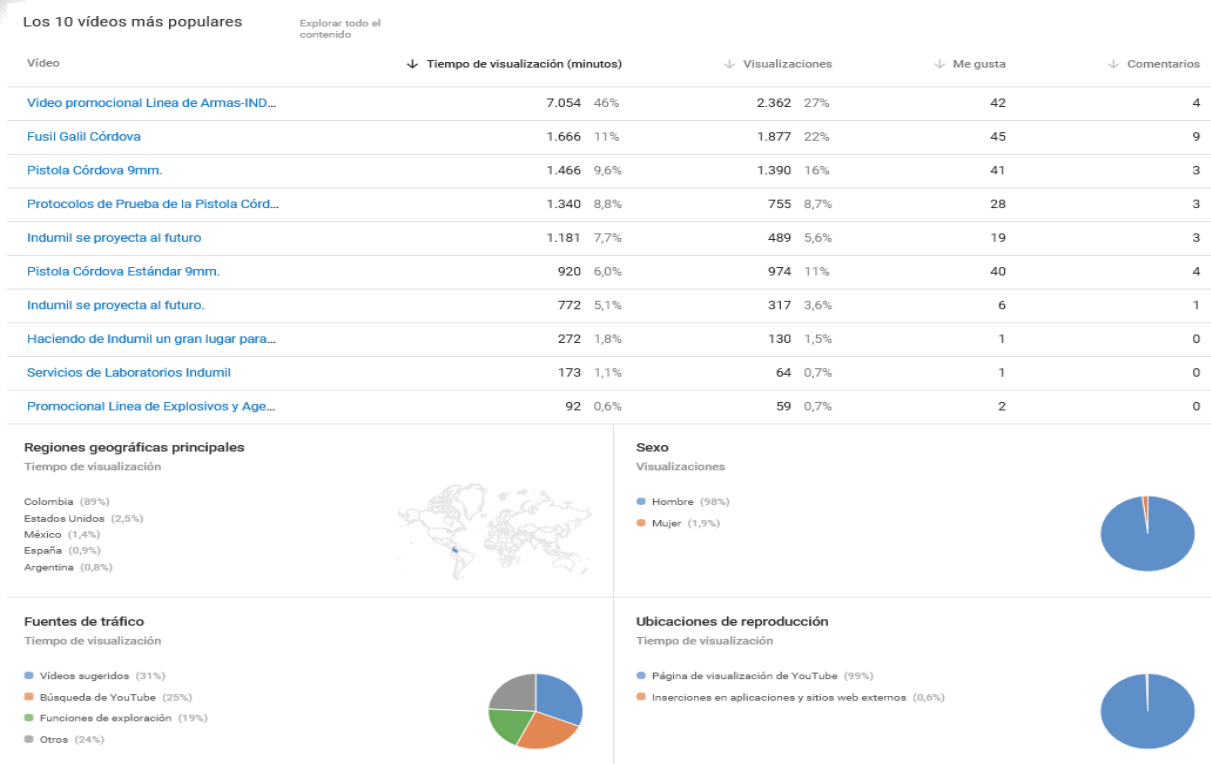 Los 10 vídeos más populares
Explorar todo el
contenido
Vídeo ↓ Tiempo de visualización (minutos) ↓ Visualizaciones ↓ Me gusta ↓ Comentarios
Video promocional Linea de Armas-IND... 7.054 46% 2.362 27% 42 4
Fusil Galil Córdova 1.666 11% 1.877 22% 45 9
Pistola Córdova 9mm. 1.466 9,6% 1.390 16% 41 3
Protocolos de Prueba de la Pistola Córd... 1.340 8,8% 755 8,7% 28 3
Indumil se proyecta al futuro 1.181 7,7% 489 5,6% 19 3
Pistola Córdova Estándar 9mm. 920 6,0% 974 11% 40 4
Indumil se proyecta al futuro. 772 5,1% 317 3,6% 6 1
Haciendo de Indumil un gran lugar para... 272 1,8% 130 1,5% 1 0
Servicios de Laboratorios Indumil 173 1,1% 64 0,7% 1 0
Promocional Linea de Explosivos y Age... 92 0,6% 59 0,7% 2 0
Regiones geográficas principales
Tiempo de visualización
Colombia (89%)
Estados Unidos (2,5%)
México (1,4%)
España (0,9%)
Argentina (0,8%)
Sexo
Visualizaciones
Hombre (98%)
Mujer (1,9%)
Fuentes de tráfico
Tiempo de visualización
Vídeos sugeridos (31%)
Búsqueda de YouTube (25%)
Funciones de exploración (19%)
Otros (24%)
Ubicaciones de reproducción
Tiempo de visualización
Página de visualización de YouTube (99%)
Inserciones en aplicaciones y sitios web externos (0,6%)